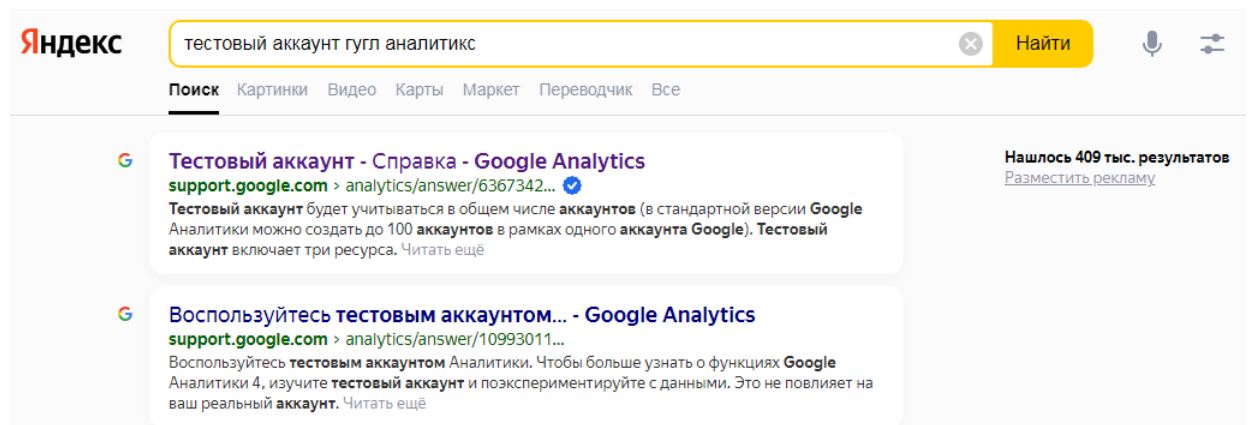 Яндекс
тестовый аккаунт гугл аналитикс
Найти
Поиск Картинки Видео Карты Маркет Переводчик Все
Тестовый аккаунт - Справка - Google Analytics
support.google.com › analytics/answer/6367342...
Тестовый аккаунт будет учитываться в общем числе аккаунтов (в стандартной версии Google
Аналитики можно создать до 100 аккаунтов в рамках одного аккаунта Google). Тестовый
аккаунт включает три ресурса. Читать ещё
Нашлось 409 тыс. результатов
Разместить рекламу
Воспользуйтесь тестовым аккаунтом... - Google Analytics
support.google.com › analytics/answer/10993011...
Воспользуйтесь тестовым аккаунтом Аналитики. Чтобы больше узнать о функциях Google
Аналитики 4, изучите тестовый аккаунт и поэкспериментируйте с данными. Это не повлияет на
ваш реальный аккаунт. Читать ещё